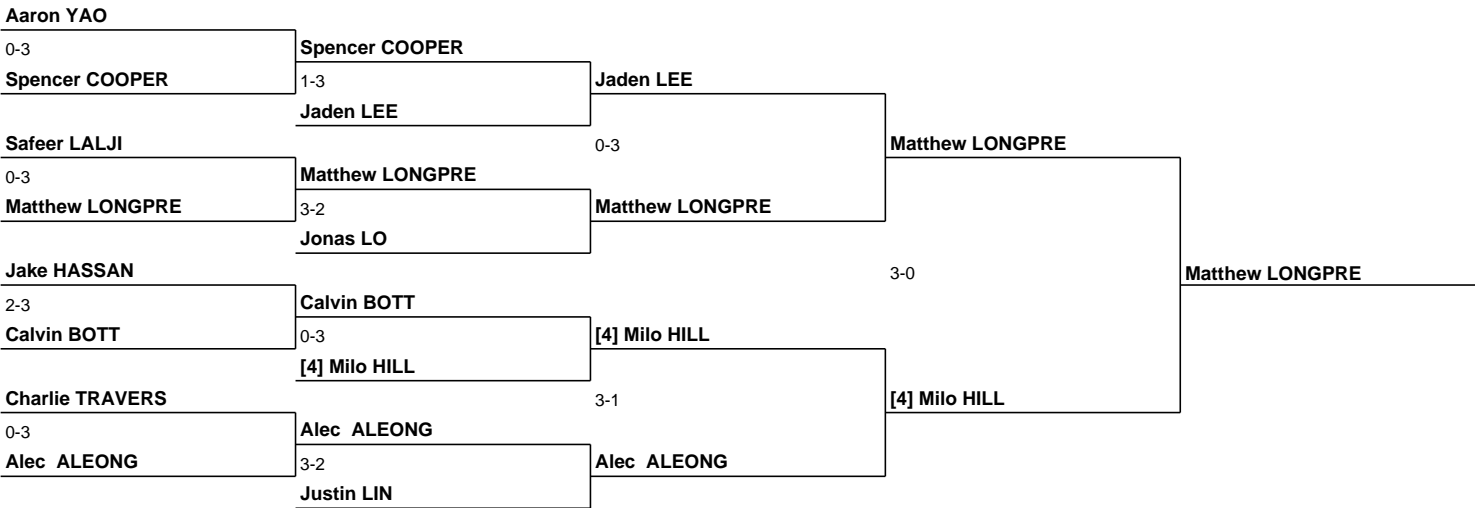 Aaron YAO
0-3
Spencer COOPER
Spencer COOPER
1-3
Jaden LEE
Jaden LEE
Safeer LALJI
0-3
Matthew LONGPRE
0-3
Matthew LONGPRE
Matthew LONGPRE
3-2
Matthew LONGPRE
Jonas LO
Jake HASSAN
3-0
Matthew LONGPRE
2-3
Calvin BOTT
Calvin BOTT
0-3
[4] Milo HILL
[4] Milo HILL
Charlie TRAVERS
3-1
[4] Milo HILL
0-3
Alec ALEONG
Alec ALEONG
3-2
Alec ALEONG
Justin LIN